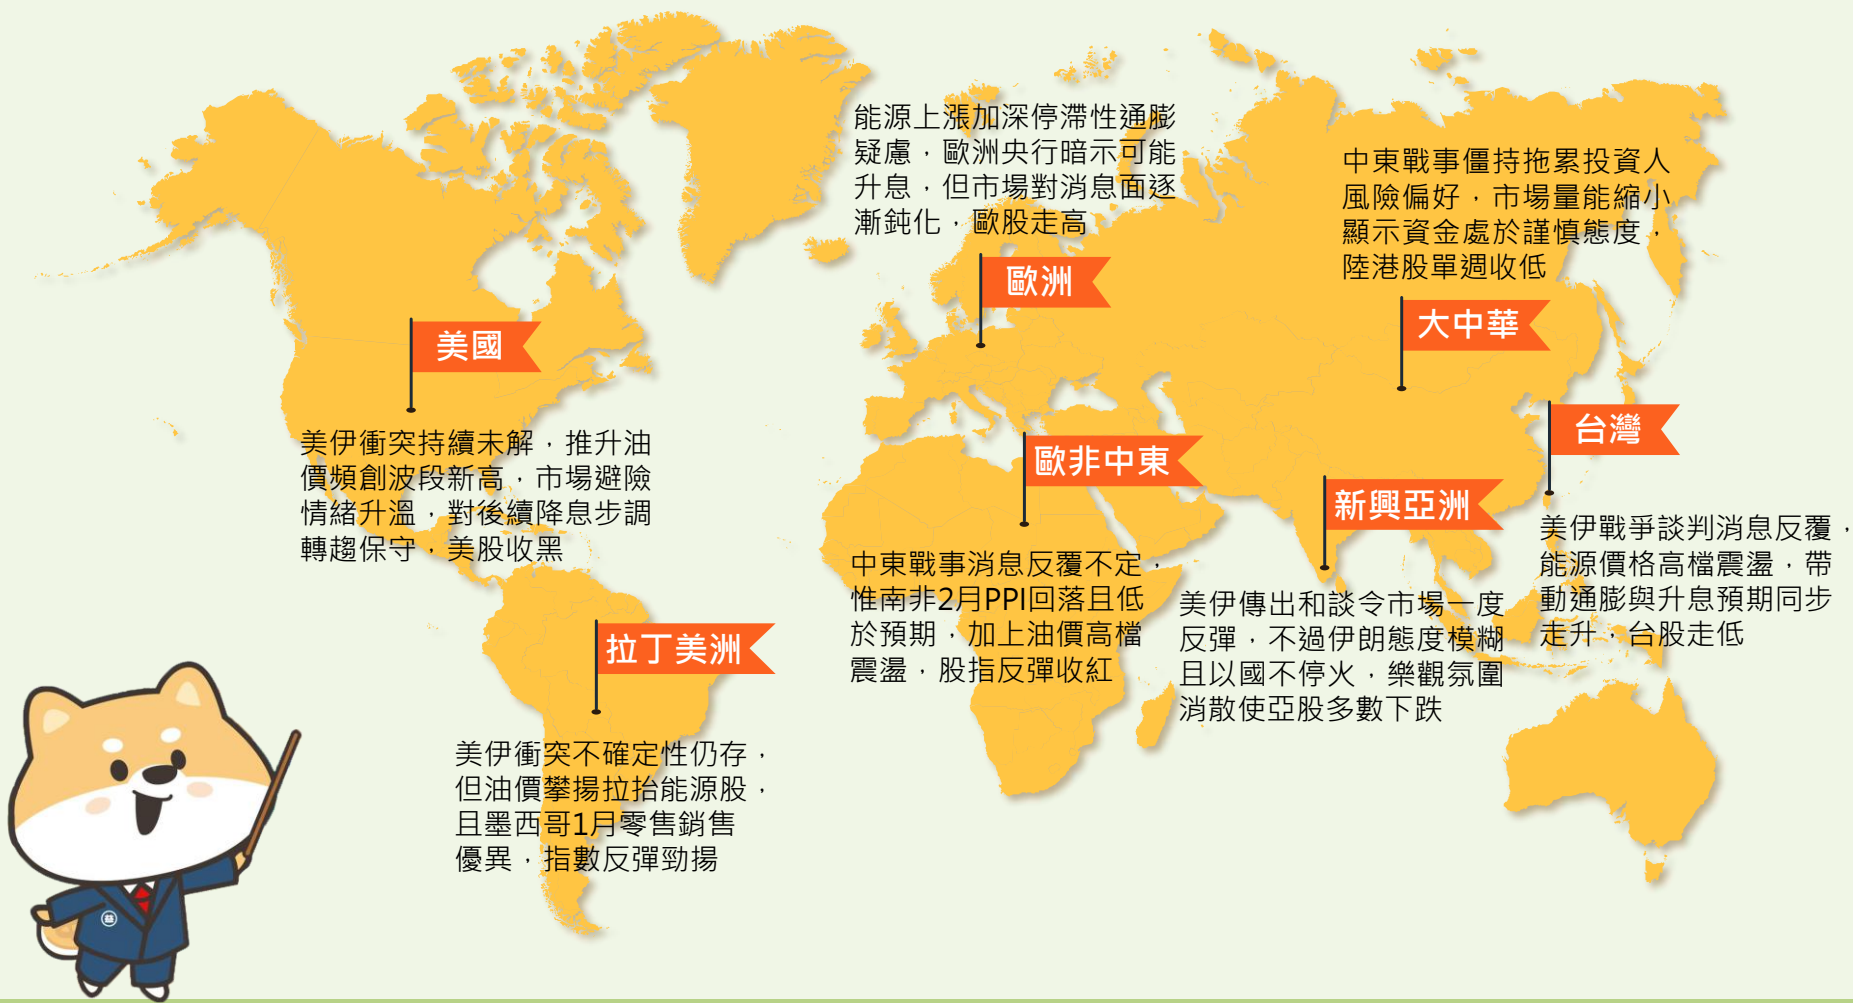 能源上漲加深停滯性通膨
疑慮，歐洲央行暗示可能
升息，但市場對消息面逐
漸鈍化，歐股走高
歐洲
中東戰事僵持拖累投資人
風險偏好，市場量能縮小
顯示資金處於謹慎態度，
陸港股單週收低
大中華
美國
美伊衝突持續未解，推升油
價頻創波段新高，市場避險
情緒升溫，對後續降息步調
轉趨保守，美股收黑
歐非中東
中東戰事消息反覆不定，
惟南非2月PPI回落且低
於預期，加上油價高檔
震盪，股指反彈收紅
新興亞洲
美伊傳出和談令市場一度
反彈，不過伊朗態度模糊
且以國不停火，樂觀氛圍
消散使亞股多數下跌
台灣
美伊戰爭談判消息反覆，
能源價格高檔震盪，帶
動通膨與升息預期同步
走升，台股走低
拉丁美洲
美伊衝突不確定性仍存，
但油價攀揚拉抬能源股，
且墨西哥1月零售銷售
優異，指數反彈勁揚